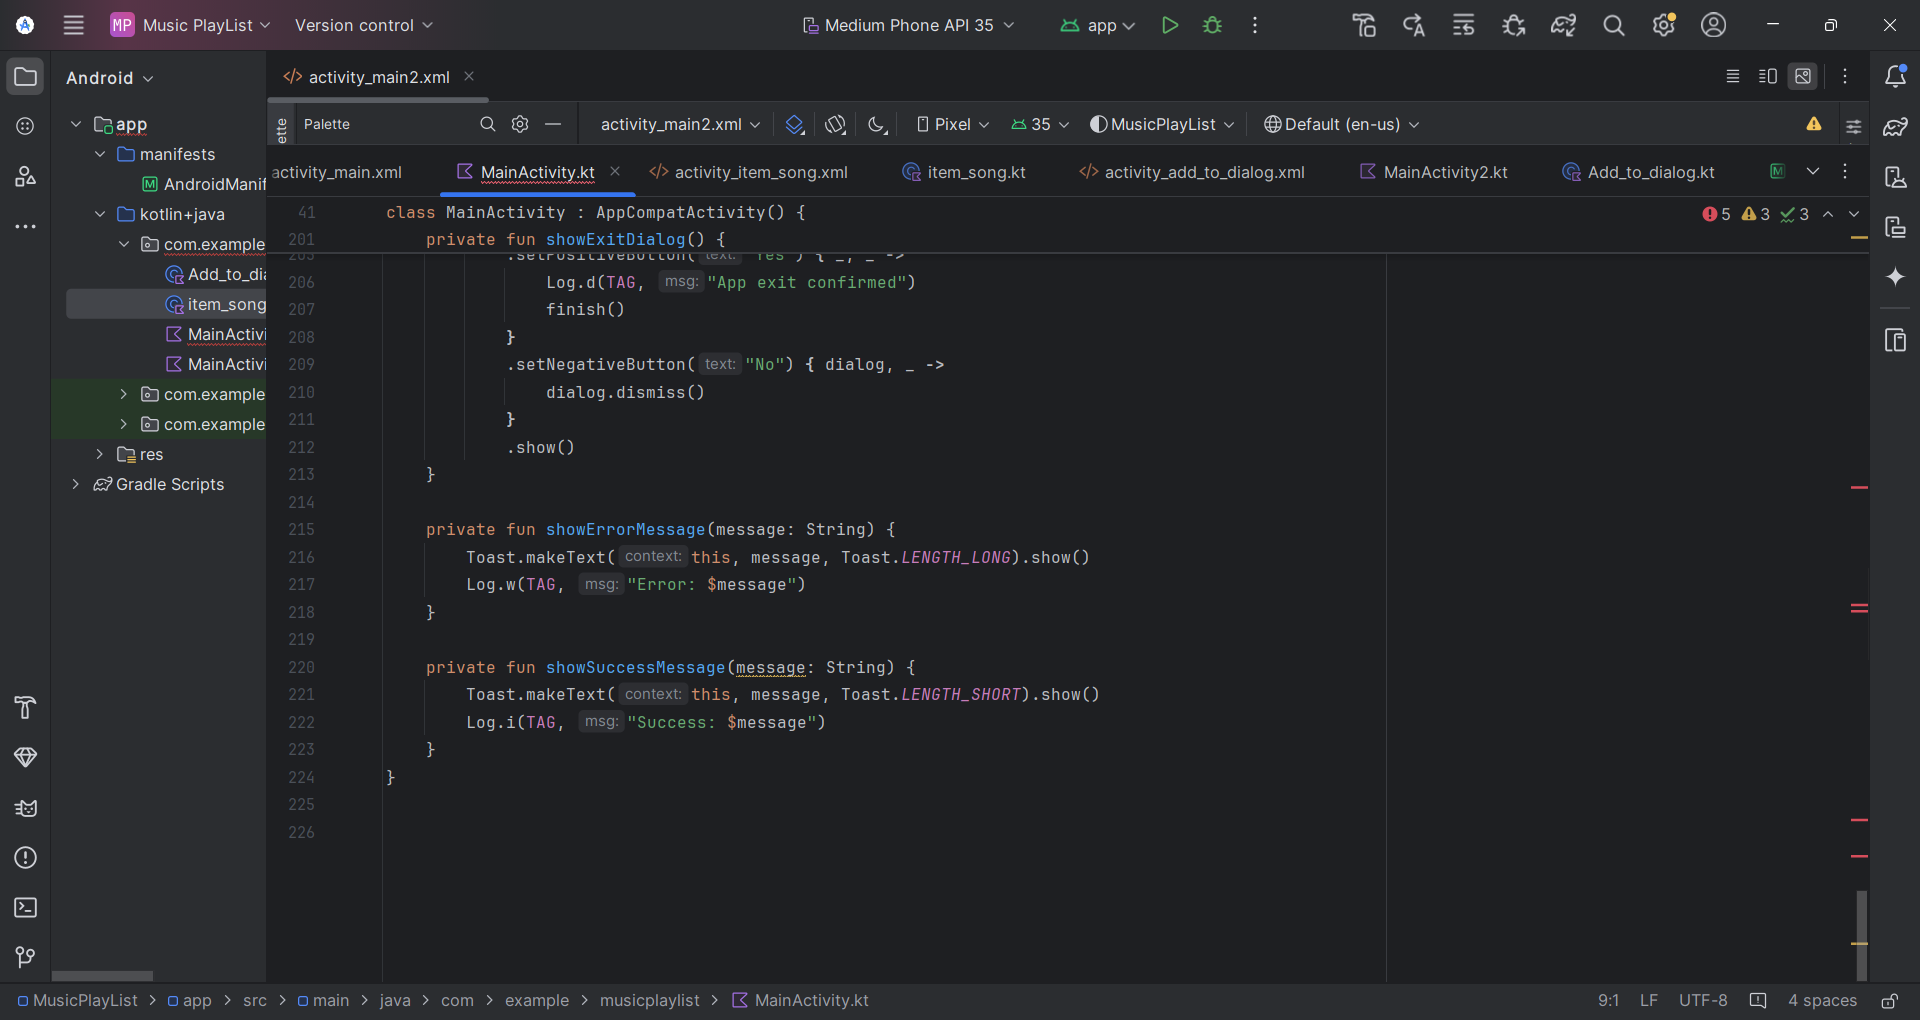 MP Music PlayList Version control Medium Phone API 35 app
Android
activity_main2.xml
app
manifests
AndroidManif
kotlin+java
com.example
Add_to_dia
item_song
MainActivi
MainActivi
com.example
com.example
res
Gradle Scripts
Palette activity_main2.xml Pixel 35 MusicPlayList Default (en-us)
activity_main.xml MainActivity.kt activity_item_song.xml item_song.kt activity_add_to_dialog.xml MainActivity2.kt Add_to_dialog.kt
5 3 3
41 class MainActivity : AppCompatActivity() {
201 private fun showExitDialog() {
205 .setPositiveButton( text: "Yes") { _, _ ->
206 Log.d(TAG, msg: "App exit confirmed")
207 finish()
208 }
209 .setNegativeButton( text: "No") { dialog, _ ->
210 dialog.dismiss()
211 }
212 .show()
213 }
214
215 private fun showErrorMessage(message: String) {
216 Toast.makeText( context: this, message, Toast.LENGTH_LONG).show()
217 Log.w(TAG, msg: "Error: $message")
218 }
219
220 private fun showSuccessMessage(message: String) {
221 Toast.makeText( context: this, message, Toast.LENGTH_SHORT).show()
222 Log.i(TAG, msg: "Success: $message")
223 }
224 }
225
226
MusicPlayList > app > src > main > java > com > example > musicplaylist > MainActivity.kt 9:1 LF UTF-8 4 spaces